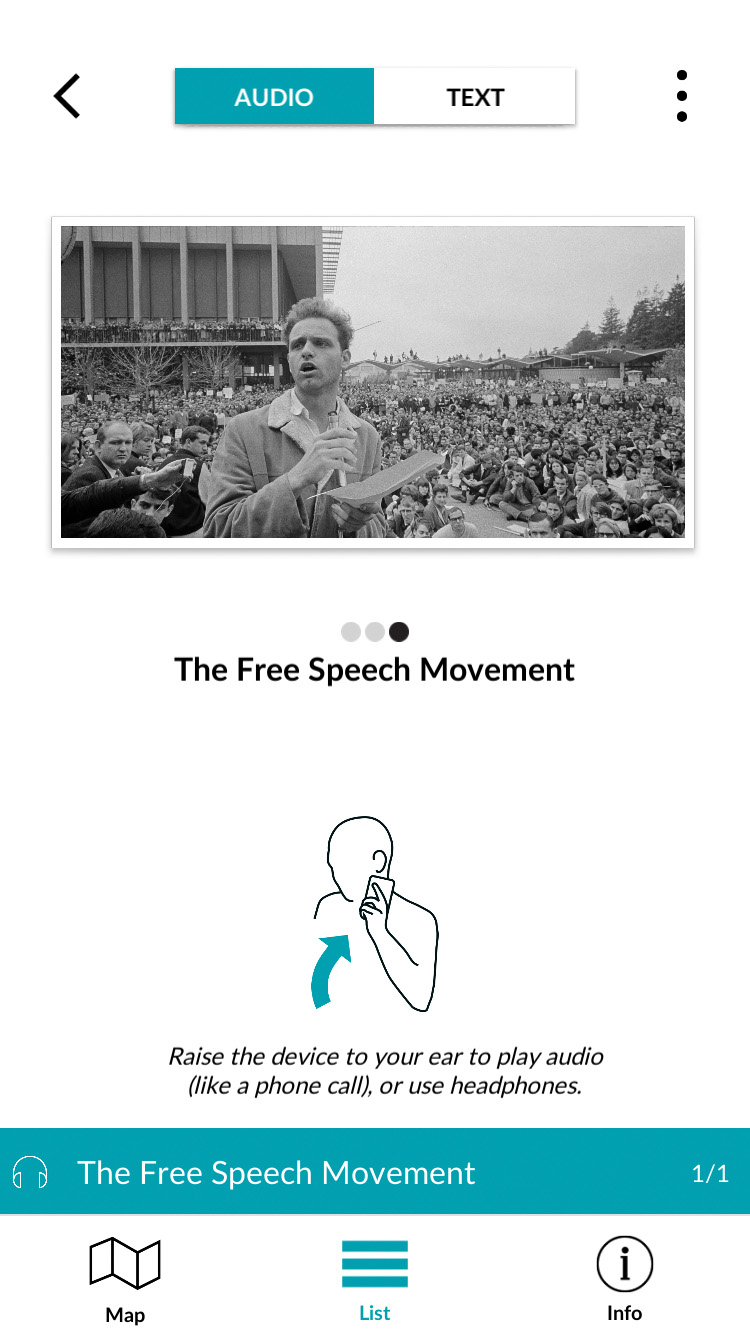 AUDIO TEXT
The Free Speech Movement
Raise the device to your ear to play audio
(like a phone call), or use headphones.
The Free Speech Movement 1/1
Map List Info